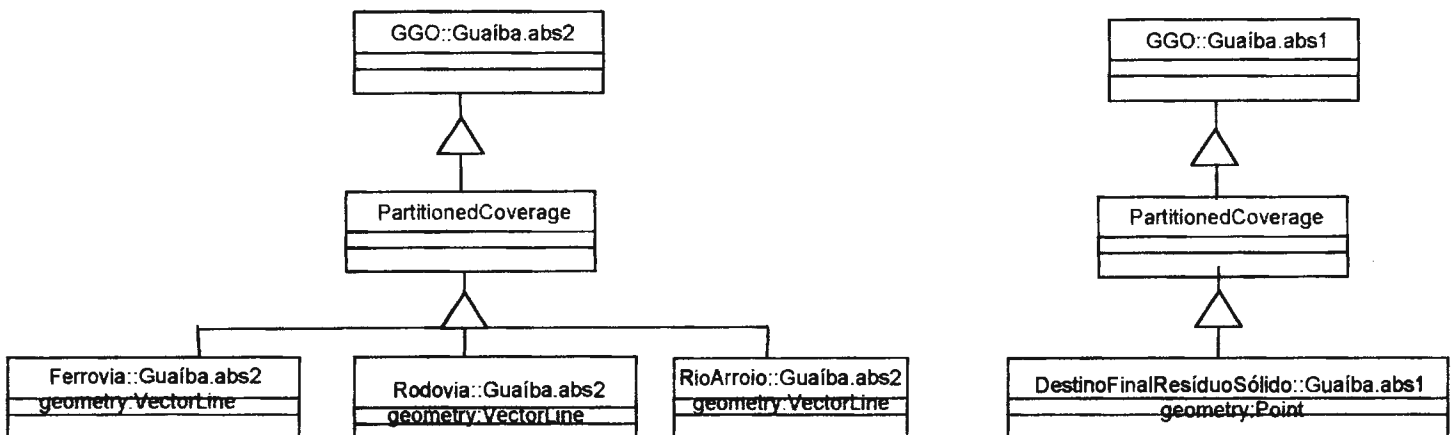 GGO::Guaíba.abs2
PartitionedCoverage
Ferrovia::Guaíba.abs2
geometry:VectorLine
Rodovia::Guaíba.abs2
geometry:VectorLine
RioArroio::Guaíba.abs2
geometry:VectorLine
GGO::Guaíba.abs1
PartitionedCoverage
DestinoFinalResíduoSólido::Guaíba.abs1
geometry:Point